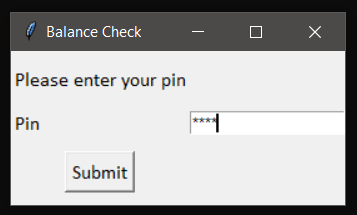 Balance Check
Please enter your pin
Pin ****
Submit